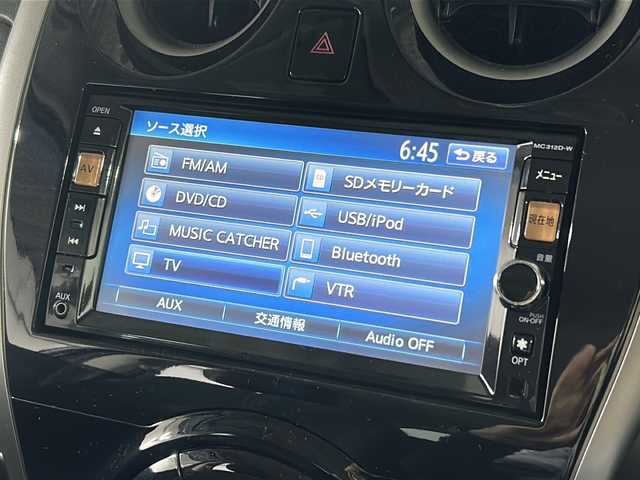 OPEN
AV
AUX
ソース選択
6:45
戻る
FM/AM
SDメモリーカード
DVD/CD
USB/iPod
MUSIC CATCHER
Bluetooth
TV
VTR
AUX
交通情報
Audio OFF
MC312D-W
メニュー
現在地
音量
PUSH
ON-OFF
OPT